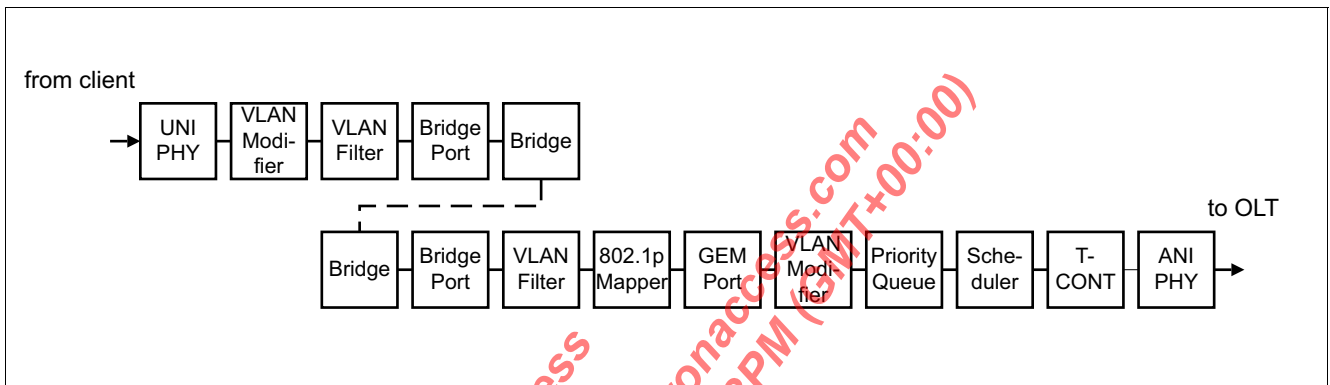 from client
UNI
PHY
VLAN
Modi-
fier
VLAN
Filter
Bridge
Port
Bridge
to OLT
Bridge
Bridge
Port
VLAN
Filter
802.1p
Mapper
GEM
Port
VLAN
Modi-
fier
Priority
Queue
Sche-
duler
T-
CONT
ANI
PHY